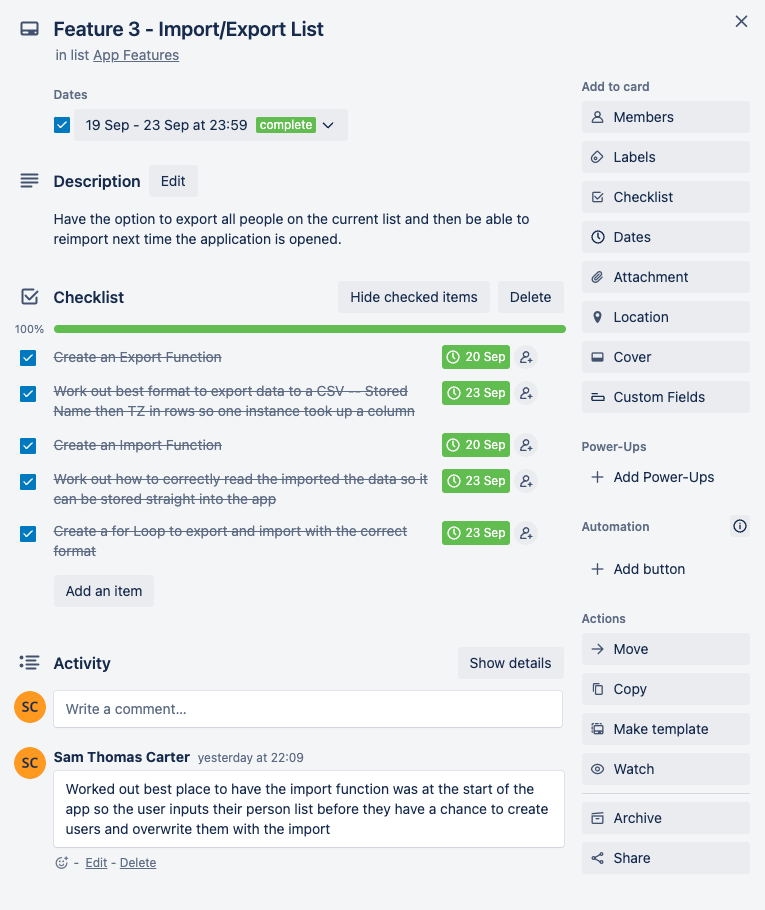 Feature 3 - Import/Export List
in list App Features
Dates
19 Sep - 23 Sep at 23:59 complete
Description Edit
Have the option to export all people on the current list and then be able to
reimport next time the application is opened.
Checklist Hide checked items Delete
100%
Create an Export Function 20 Sep
Work out best format to export data to a CSV -- Stored 23 Sep
Name then TZ in rows so one instance took up a column
Create an Import Function 20 Sep
Work out how to correctly read the imported the data so it 23 Sep
can be stored straight into the app
Create a for Loop to export and import with the correct 23 Sep
format
Add an item
Activity Show details
SC Write a comment...
SC Sam Thomas Carter yesterday at 22:09
Worked out best place to have the import function was at the start of the
app so the user inputs their person list before they have a chance to create
users and overwrite them with the import
- Edit - Delete
Add to card
Members
Labels
Checklist
Dates
Attachment
Location
Cover
Custom Fields
Power-Ups
Add Power-Ups
Automation
Add button
Actions
Move
Copy
Make template
Watch
Archive
Share